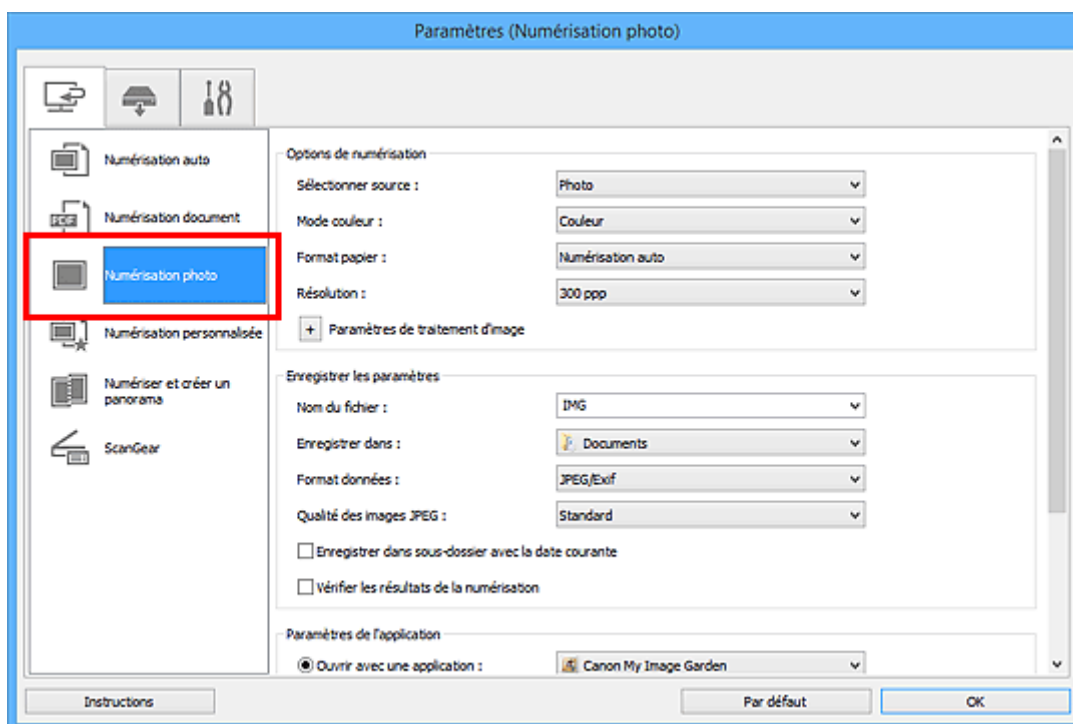 Paramètres (Numérisation photo)
Numérisation auto
PDF
Numérisation document
Numérisation photo
Numérisation personnalisée
Numériser et créer un
panorama
ScanGear
Options de numérisation
Sélectionner source : Photo
Mode couleur : Couleur
Format papier : Numérisation auto
Résolution : 300 ppp
+ Paramètres de traitement d'image
Enregistrer les paramètres
Nom du fichier : IMG
Enregistrer dans : Documents
Format données : JPEG/Exif
Qualité des images JPEG : Standard
Enregistrer dans sous-dossier avec la date courante
Vérifier les résultats de la numérisation
Paramètres de l'application
Ouvrir avec une application : Canon My Image Garden
Instructions Par défaut OK